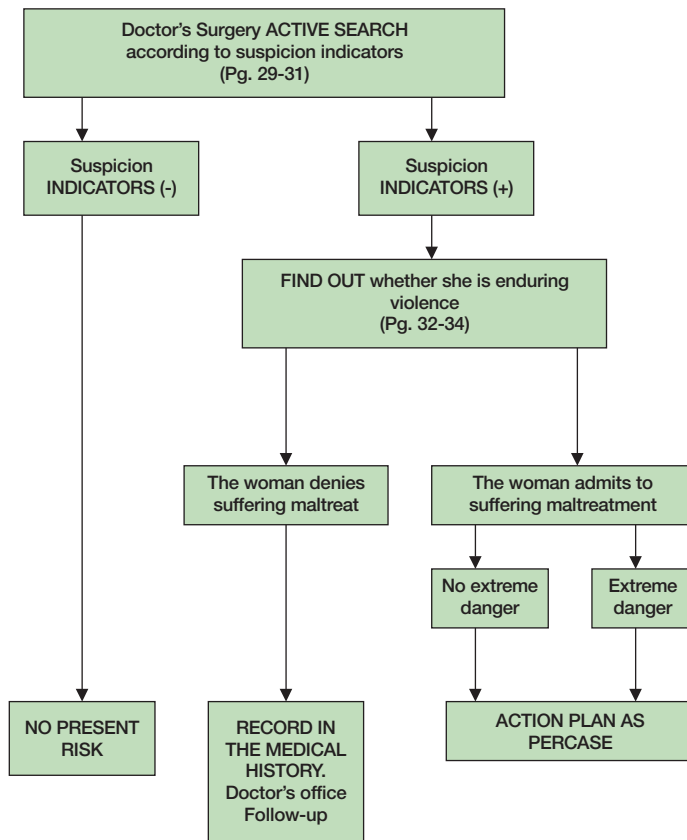 Doctor's Surgery ACTIVE SEARCH
according to suspicion indicators
(Pg. 29-31)
Suspicion
INDICATORS (-)
Suspicion
INDICATORS (+)
FIND OUT whether she is enduring
violence
(Pg. 32-34)
The woman denies
suffering maltreat
The woman admits to
suffering maltreatment
No extreme
danger
Extreme
danger
NO PRESENT
RISK
RECORD IN
THE MEDICAL
HISTORY.
Doctor's office
Follow-up
ACTION PLAN AS
PERCASE